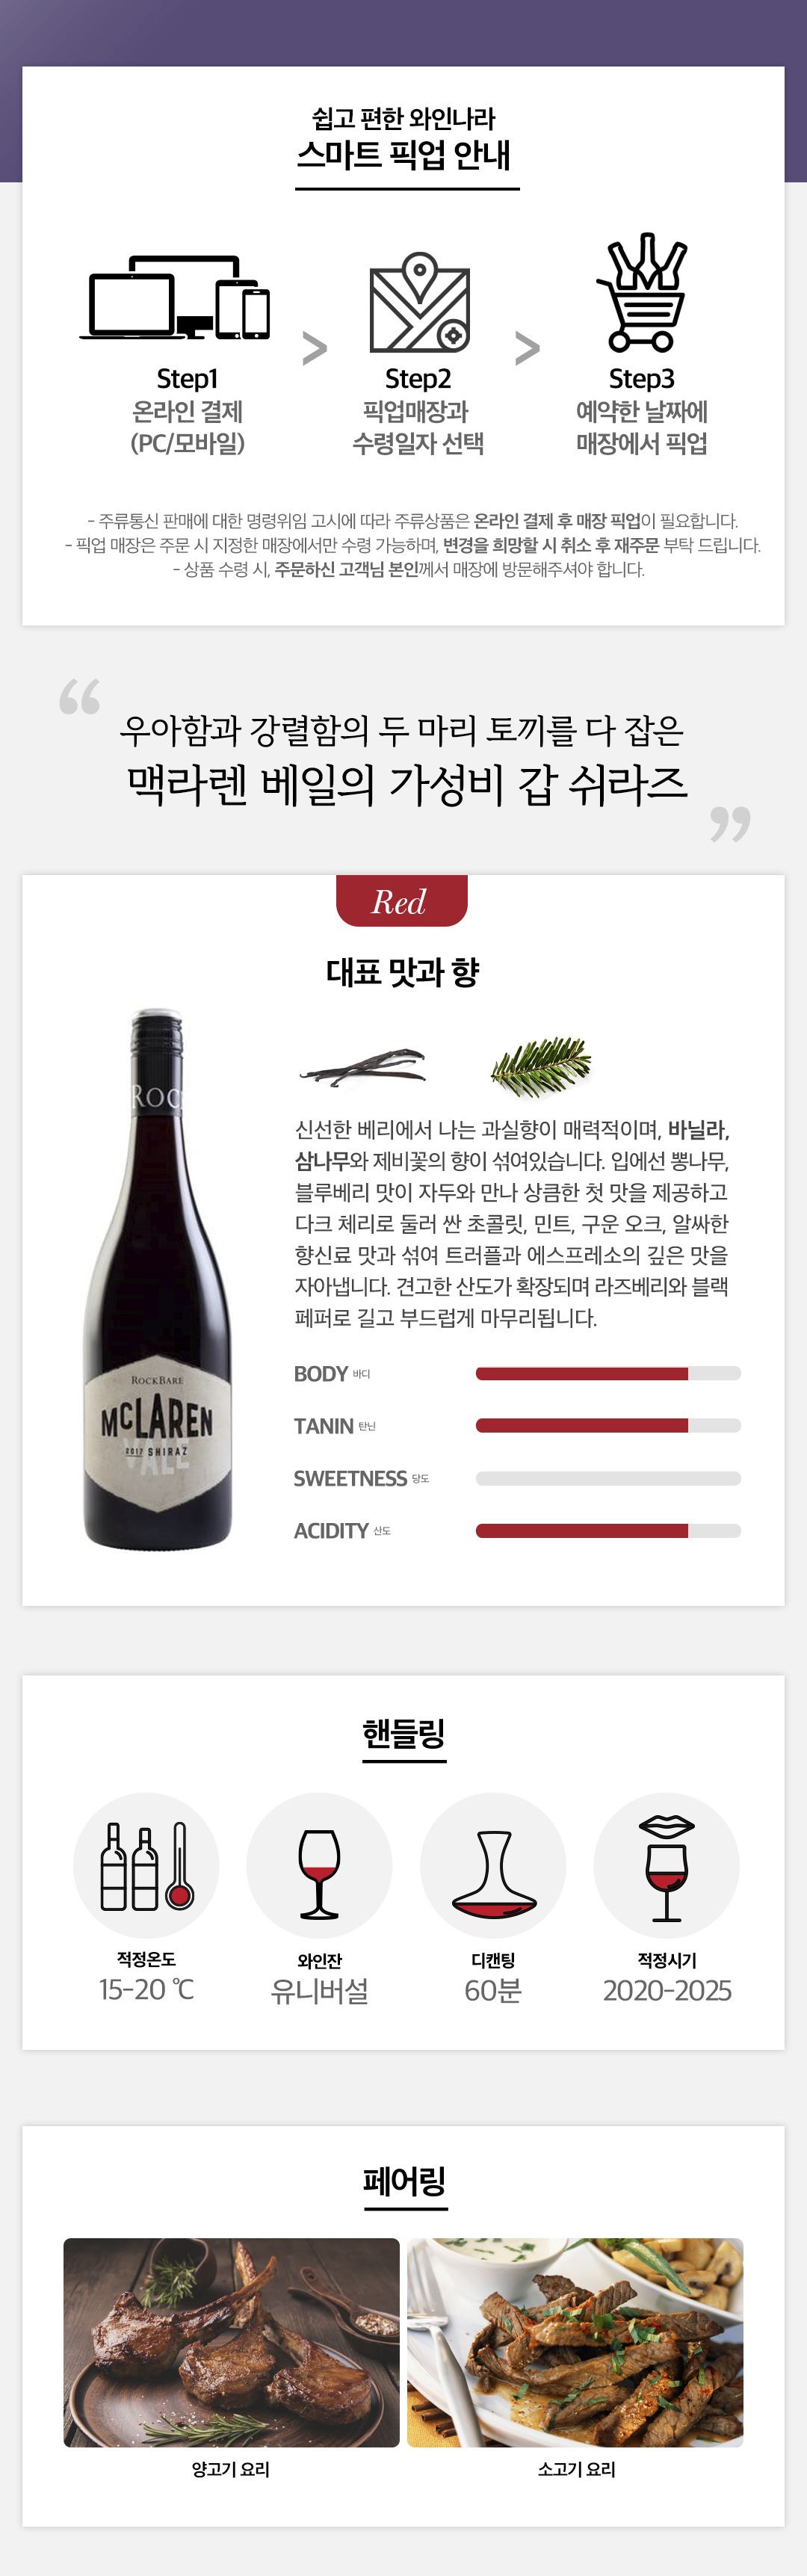 쉽고 편한 와인나라
스마트 픽업 안내
Step1
온라인 결제
(PC/모바일)
>
Step2
픽업매장과
수령일자 선택
>
Step3
예약한 날짜에
매장에서 픽업
- 주류통신 판매에 대한 명령위임 고시에 따라 주류상품은 온라인 결제 후 매장 픽업이 필요합니다.
- 픽업 매장은 주문 시 지정한 매장에서만 수령 가능하며, 변경을 희망할 시 취소 후 재주문 부탁 드립니다.
- 상품 수령 시, 주문하신 고객님 본인께서 매장에 방문해주셔야 합니다.
“
우아함과 강렬함의 두 마리 토끼를 다 잡은
맥라렌 베일의 가성비 갑 쉬라즈
”
Red
대표 맛과 향
신선한 베리에서 나는 과실향이 매력적이며, 바닐라,
삼나무와 제비꽃의 향이 섞여있습니다. 입에선 뽕나무,
블루베리 맛이 자두와 만나 상큼한 첫 맛을 제공하고
다크 체리로 둘러 싼 초콜릿, 민트, 구운 오크, 알싸한
향신료 맛과 섞여 트러플과 에스프레소의 깊은 맛을
자아냅니다. 견고한 산도가 확장되며 라즈베리와 블랙
페퍼로 길고 부드럽게 마무리됩니다.
ROC
ROCKBARE
MCLAREN
VALE
2017 SHIRAZ
BODY 바디
TANIN 탄닌
SWEETNESS 당도
ACIDITY 산도
핸들링
적정온도
15-20 ℃
와인잔
유니버설
디캔팅
60분
적정시기
2020-2025
페어링
양고기 요리
소고기 요리